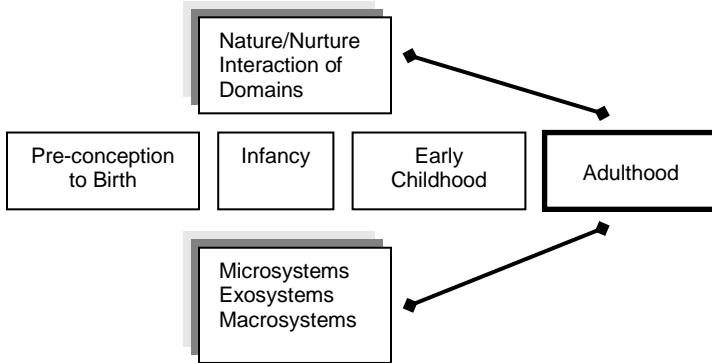 Nature/Nurture
Interaction of
Domains
Pre-conception
to Birth
Infancy
Early
Childhood
Adulthood
Microsystems
Exosystems
Macrosystems